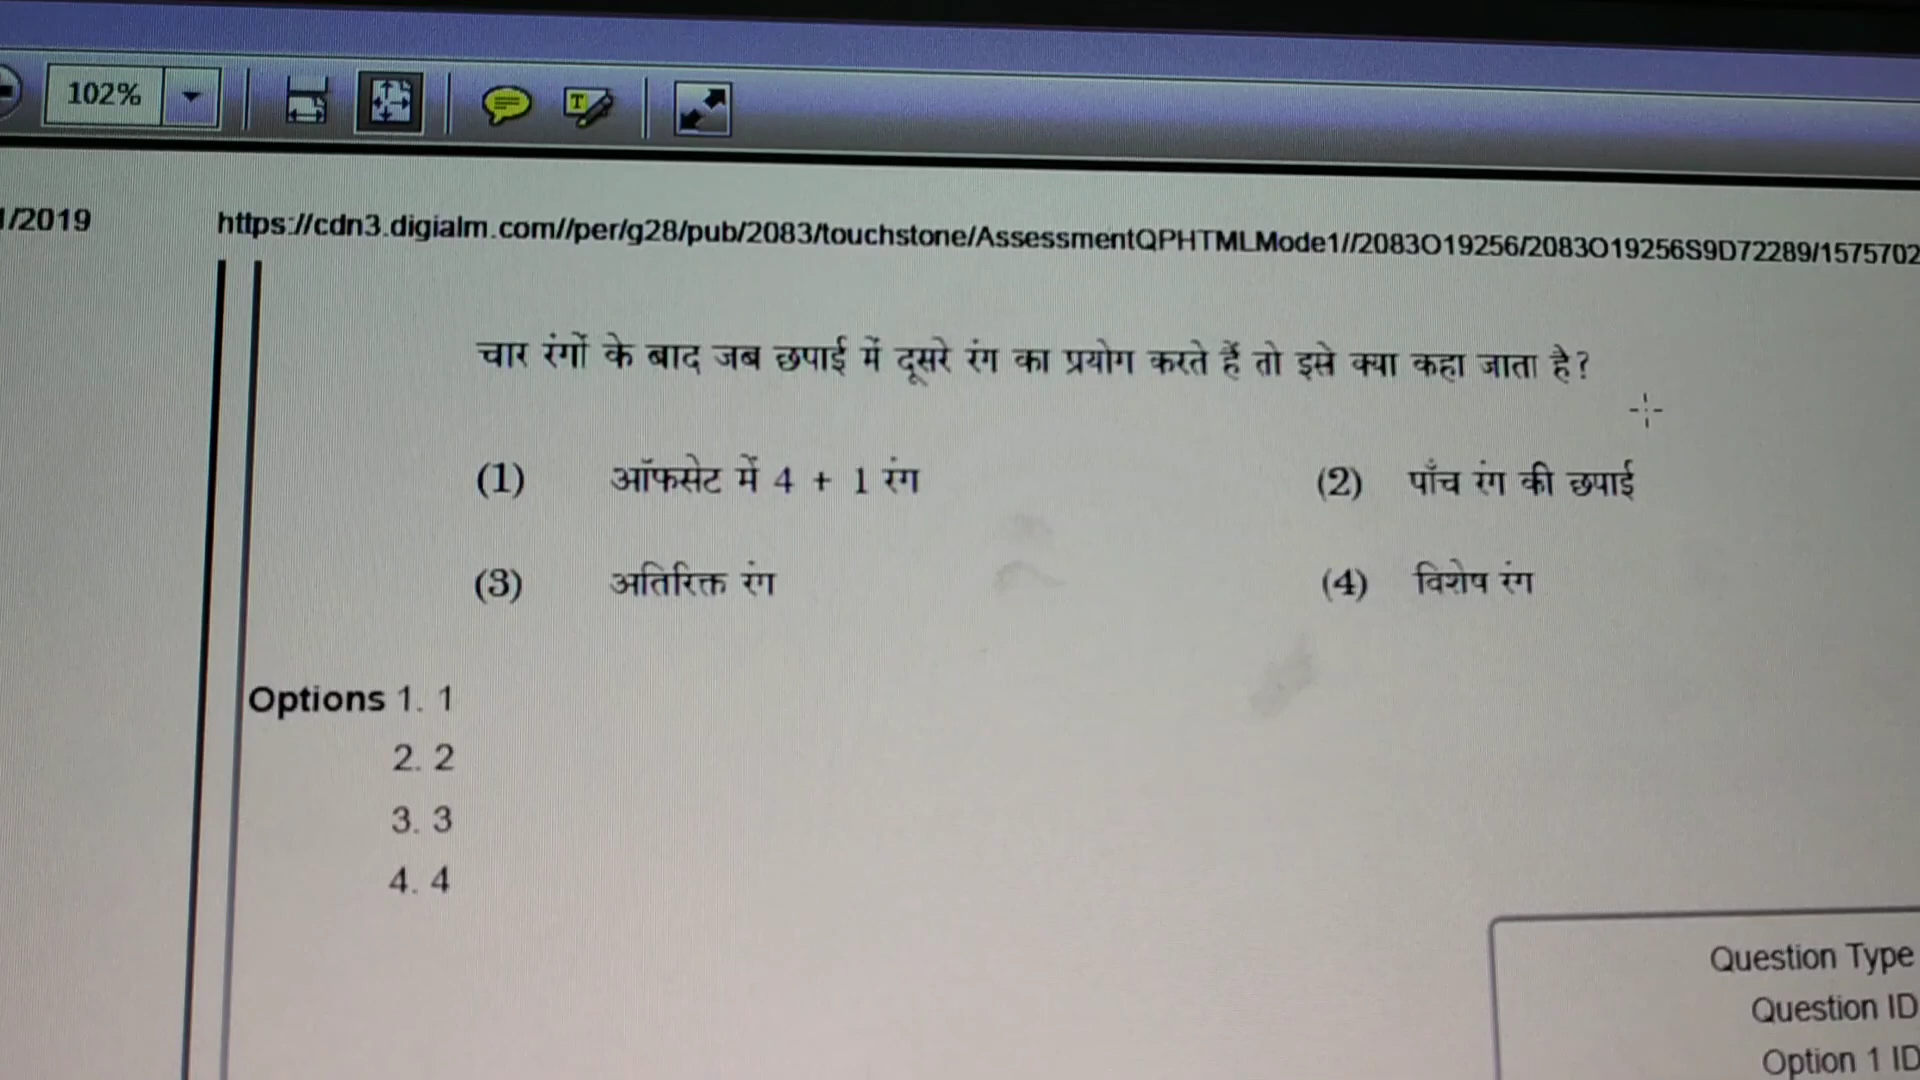 102%
1/2019 https://cdn3.digialm.com//per/g28/pub/2083/touchstone/AssessmentQPHTMLMode1//2083O19256/2083O19256S9D72289/1575702
चार रंगों के बाद जब छपाई में दूसरे रंग का प्रयोग करते हैं तो इसे क्या कहा जाता है?
(1) ऑफसेट में 4 + 1 रंग (2) पाँच रंग की छपाई
(3) अतिरिक्त रंग (4) विशेष रंग
Options 1. 1
2. 2
3. 3
4. 4
Question Type
Question ID
Option 1 ID